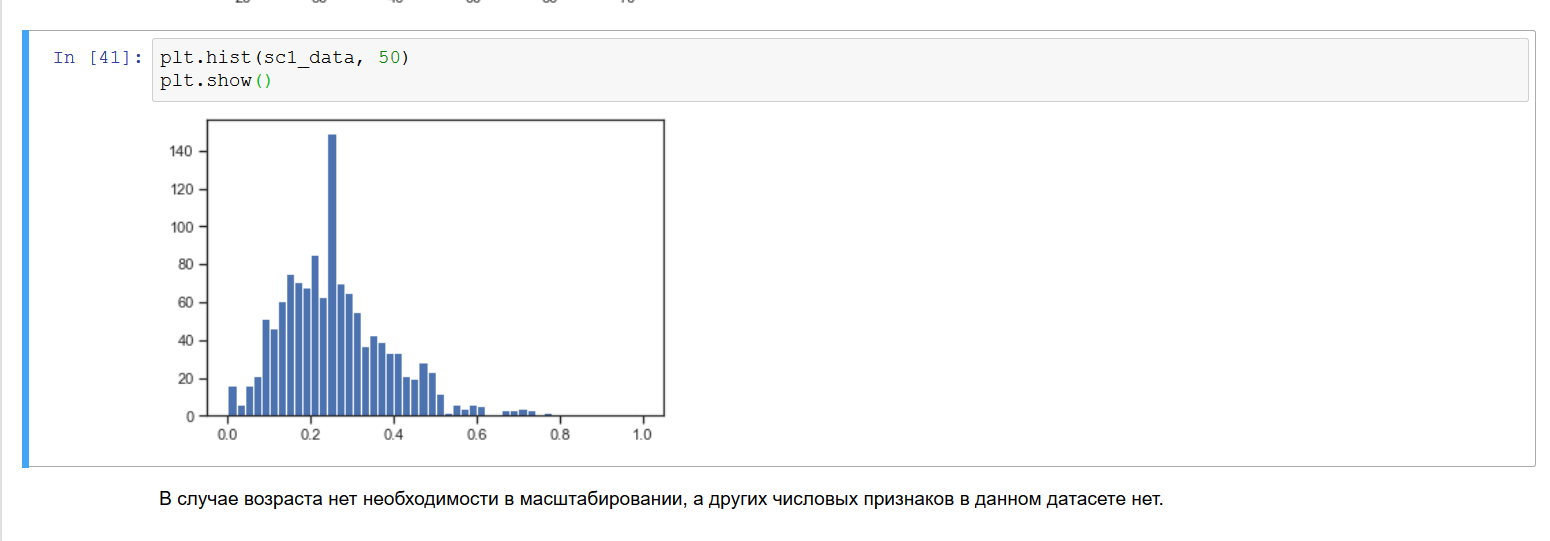 In [41]: plt.hist(sc1_data, 50)
plt.show()
140
120
100
80
60
40
20
0
0.0 0.2 0.4 0.6 0.8 1.0
В случае возраста нет необходимости в масштабировании, а других числовых признаков в данном датасете нет.